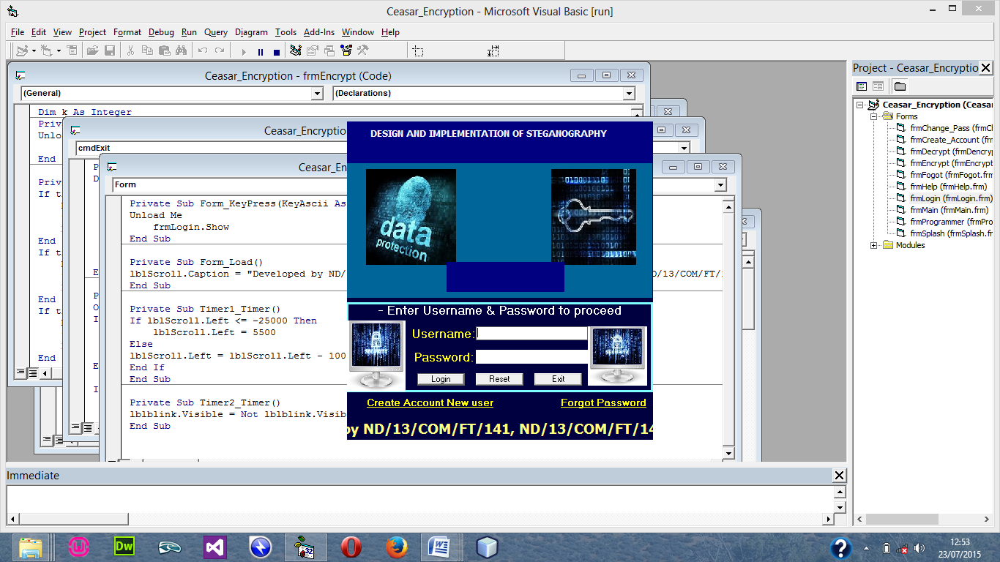 Ceasar_Encryption - Microsoft Visual Basic [run]
File Edit View Project Format Debug Run Query Diagram Tools Add-Ins Window Help
Ceasar_Encryption - frmEncrypt (Code)
(General) (Declarations)
Dim k As Integer
Unloa
End
If t
End
If t
End
If t
End
Ceasar_Encryption
cmdExit
Ceasar_En
Form
Private Sub Form_KeyPress(KeyAscii As
Unload Me
frmLogin.Show
End Sub
Private Sub Form_Load()
lblScroll.Caption = "Developed by ND/ D/13/COM/FT/
End Sub
Private Sub Timer1_Timer()
If lblScroll.Left <= -25000 Then
lblScroll.Left = 5500
Else
lblScroll.Left = lblScroll.Left - 100
End If
End Sub
Private Sub Timer2_Timer()
lblblink.Visible = Not lblblink.Visib
End Sub
DESIGN AND IMPLEMENTATION OF STEGANOGRAPHY
data
protection
- Enter Username & Password to proceed
Username:
Password:
Login Reset Exit
SECURITY
SECURITY
Create Account New user Forgot Password
by ND/13/COM/FT/141, ND/13/COM/FT/14
Project - Ceasar_Encryptio
Ceasar_Encryption (Ceasar
Forms
frmChange_Pass (frmCh
frmCreate_Account (frm
frmDecrypt (frmDencryp
frmEncrypt (frmEncrypt
frmFogot (frmFogot.frm
frmHelp (frmHelp.frm)
frmLogin (frmLogin.frm)
frmMain (frmMain.frm)
frmProgrammer (frmPro
frmSplash (frmSplash.fr
Modules
Immediate
Dw
32
12:53
23/07/2015